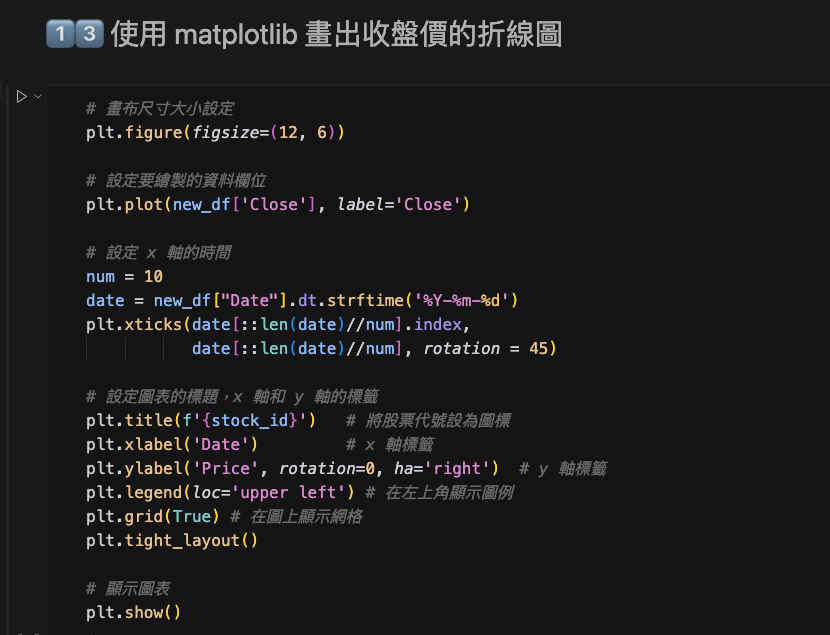 1️⃣3️⃣ 使用 matplotlib 畫出收盤價的折線圖
# 畫布尺寸大小設定
plt.figure(figsize=(12, 6))
# 設定要繪製的資料欄位
plt.plot(new_df['Close'], label='Close')
# 設定 x 軸的時間
num = 10
date = new_df["Date"].dt.strftime('%Y-%m-%d')
plt.xticks(date[::len(date)//num].index,
date[::len(date)//num], rotation = 45)
# 設定圖表的標題，x 軸和 y 軸的標籤
plt.title(f'{stock_id}') # 將股票代號設為圖標
plt.xlabel('Date') # x 軸標籤
plt.ylabel('Price', rotation=0, ha='right') # y 軸標籤
plt.legend(loc='upper left') # 在左上角顯示圖例
plt.grid(True) # 在圖上顯示網格
plt.tight_layout()
# 顯示圖表
plt.show()